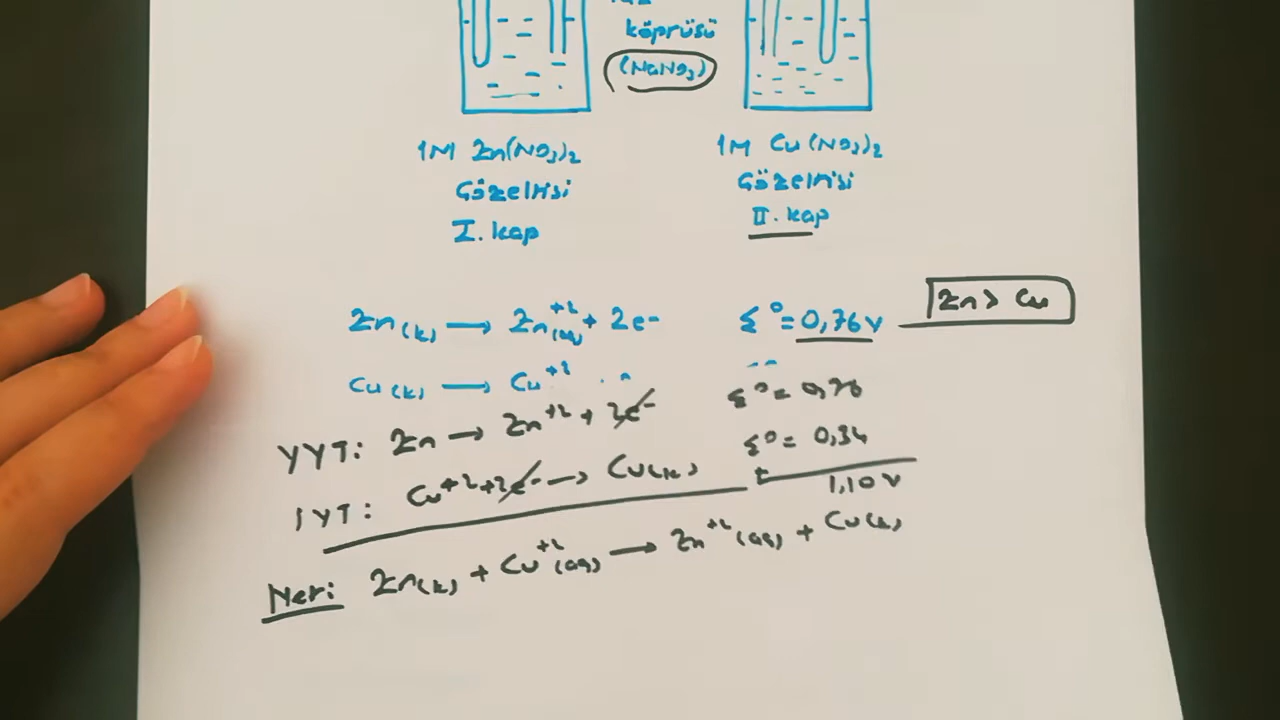 köprüsü
(NaNO3)
1M Zn(NO3)2
Çözeltisi
I. kap
1M Cu(NO3)2
Çözeltisi
II. kap
Zn(k) → Zn+2(aq) + 2e- ε°= 0,76V
Zn > Cu
Cu(k) → Cu+2
YYT: Zn → Zn+2 + 2e- ε°= 0,76
İYT: Cu+2+2e- → Cu(k) ε°= 0,34
+ 1,10V
Net: Zn(k) + Cu+2(aq) → Zn+2(aq) + Cu(k)